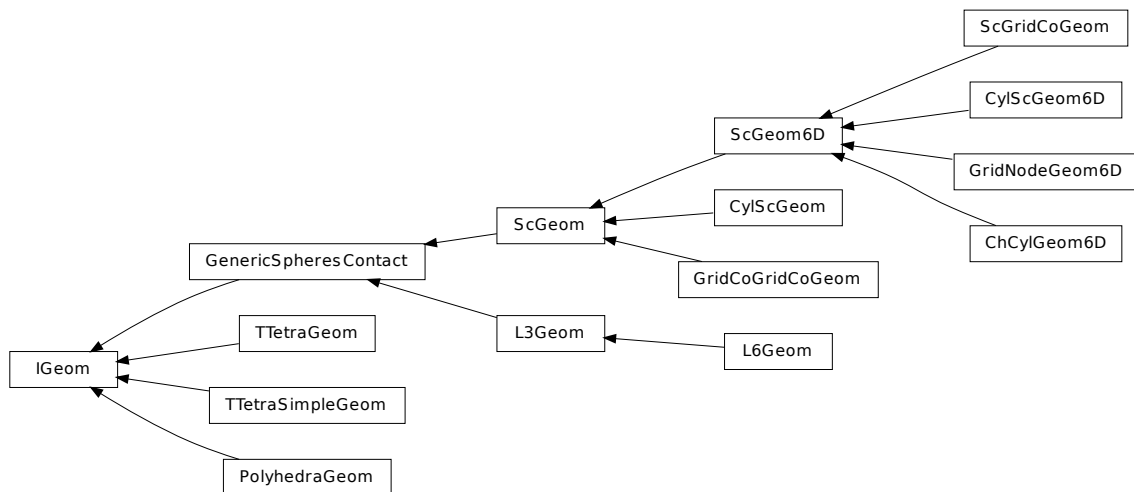 ScGridCoGeom
CylScGeom6D
ScGeom6D
GridNodeGeom6D
CylScGeom
ScGeom
ChCylGeom6D
GenericSpheresContact
GridCoGridCoGeom
TTetraGeom
L3Geom
L6Geom
IGeom
TTetraSimpleGeom
PolyhedraGeom